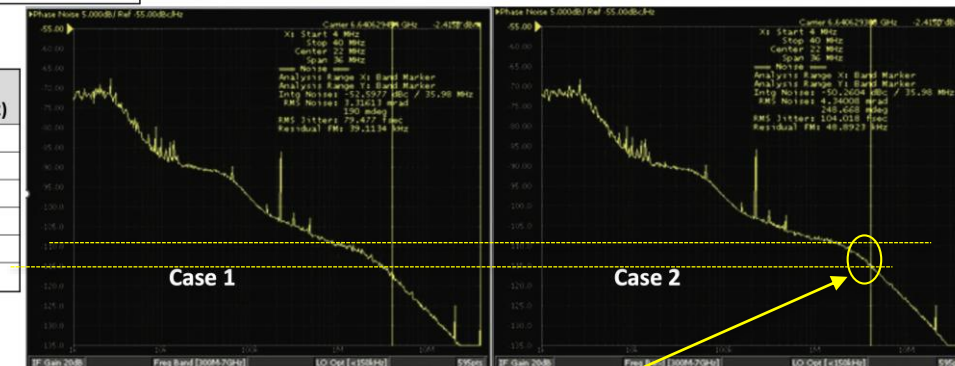 ▶Phase Noise 5.000dB/ Ref -55.00dBc/Hz
-55.00
X: Start 4 MHz
Stop 40 MHz
Center 22 MHz
Span 36 MHz
=== Noise ===
Analysis Range X: Band Marker
Analysis Range Y: Band Marker
Intg Noise: -52.5977 dBc / 35.98 MHz
RMS Noise: 3.31613 mrad
190 mdeg
RMS Jitter: 79.477 fsec
Residual FM: 39.1134 kHz
Case 1
IF Gain 20dB
Freq Band [300M-7GHz]
LO Opt [<150kHz]
595pts
▶Phase Noise 5.000dB/ Ref -55.00dBc/Hz
-55.00
X: Start 4 MHz
Stop 40 MHz
Center 22 MHz
Span 36 MHz
=== Noise ===
Analysis Range X: Band Marker
Analysis Range Y: Band Marker
Intg Noise: -50.2604 dBc / 35.98 MHz
RMS Noise: 4.34008 mrad
248.668 mdeg
RMS Jitter: 104.018 fsec
Residual FM: 48.8923 kHz
Case 2
IF Gain 20dB
Freq Band [300M-7GHz]
LO Opt [<150kHz]